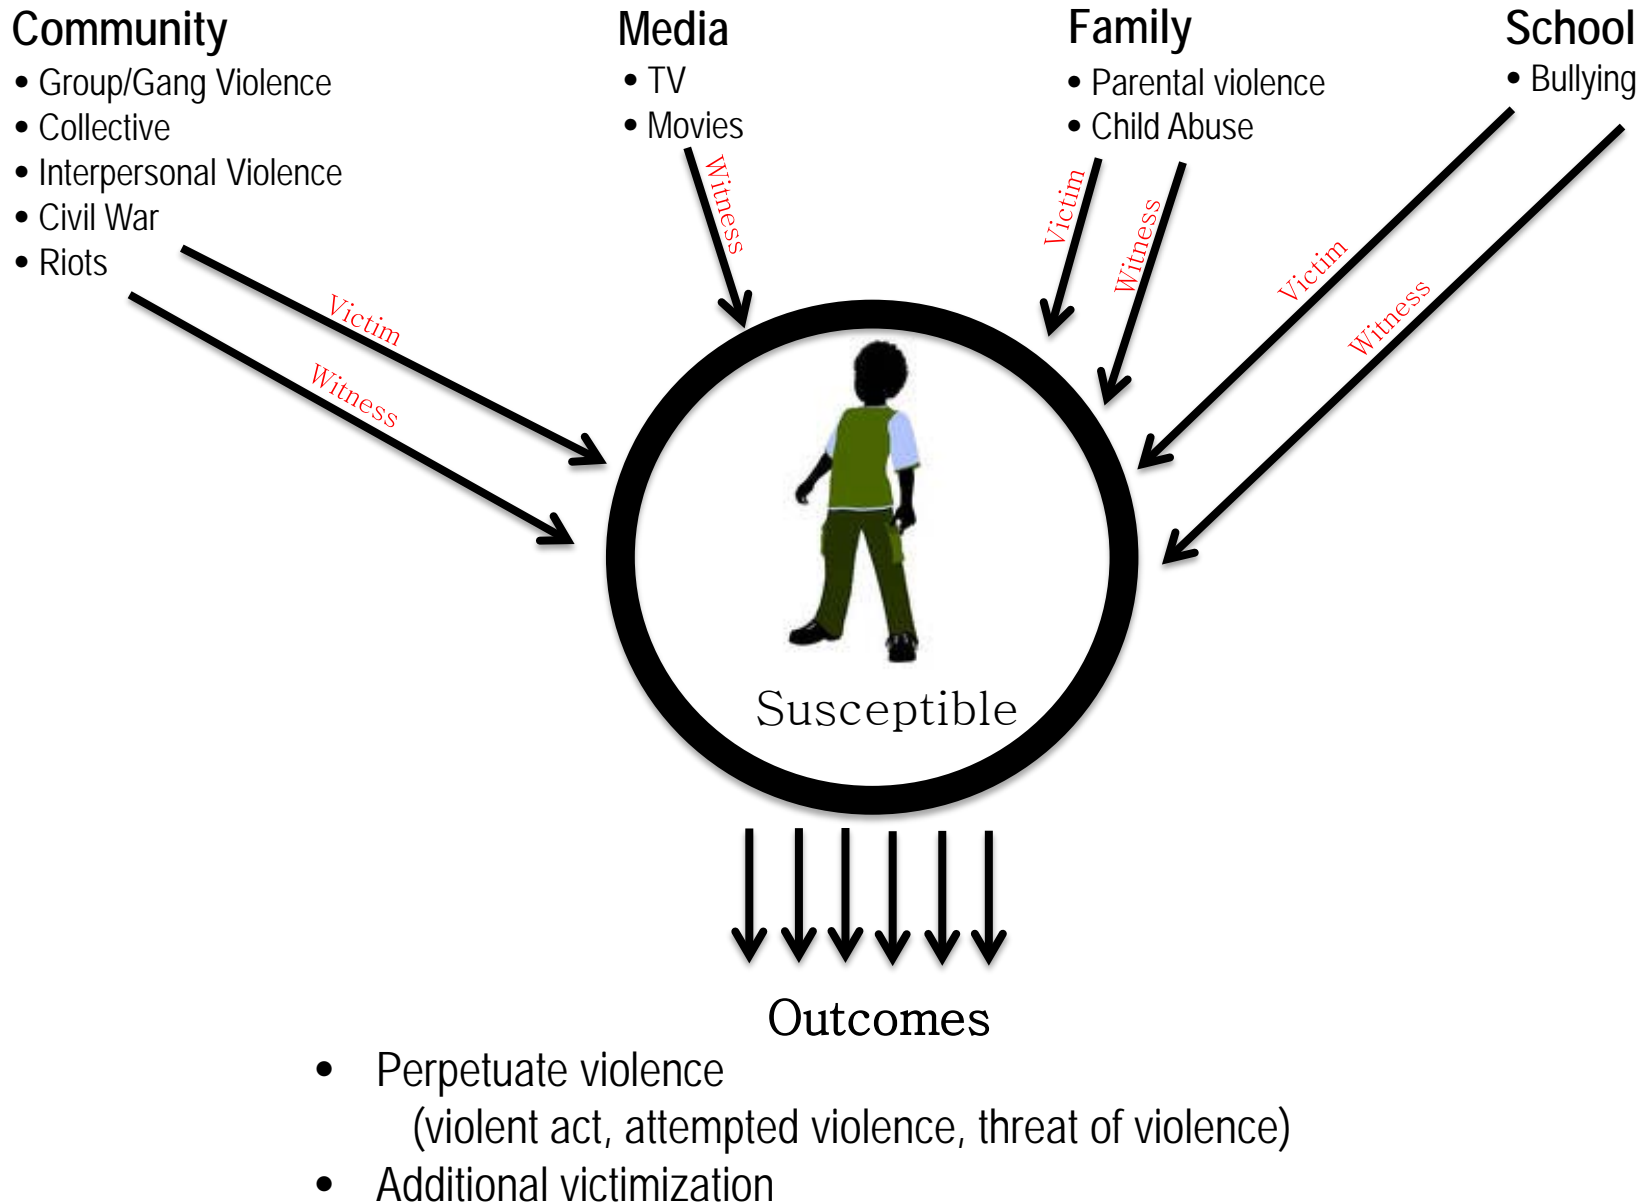 Community
• Group/Gang Violence
• Collective
• Interpersonal Violence
• Civil War
• Riots
Media
• TV
• Movies
Family
• Parental violence
• Child Abuse
School
• Bullying
Victim
Witness
Witness
Victim
Witness
Victim
Witness
Susceptible
Outcomes
• Perpetuate violence
(violent act, attempted violence, threat of violence)
• Additional victimization